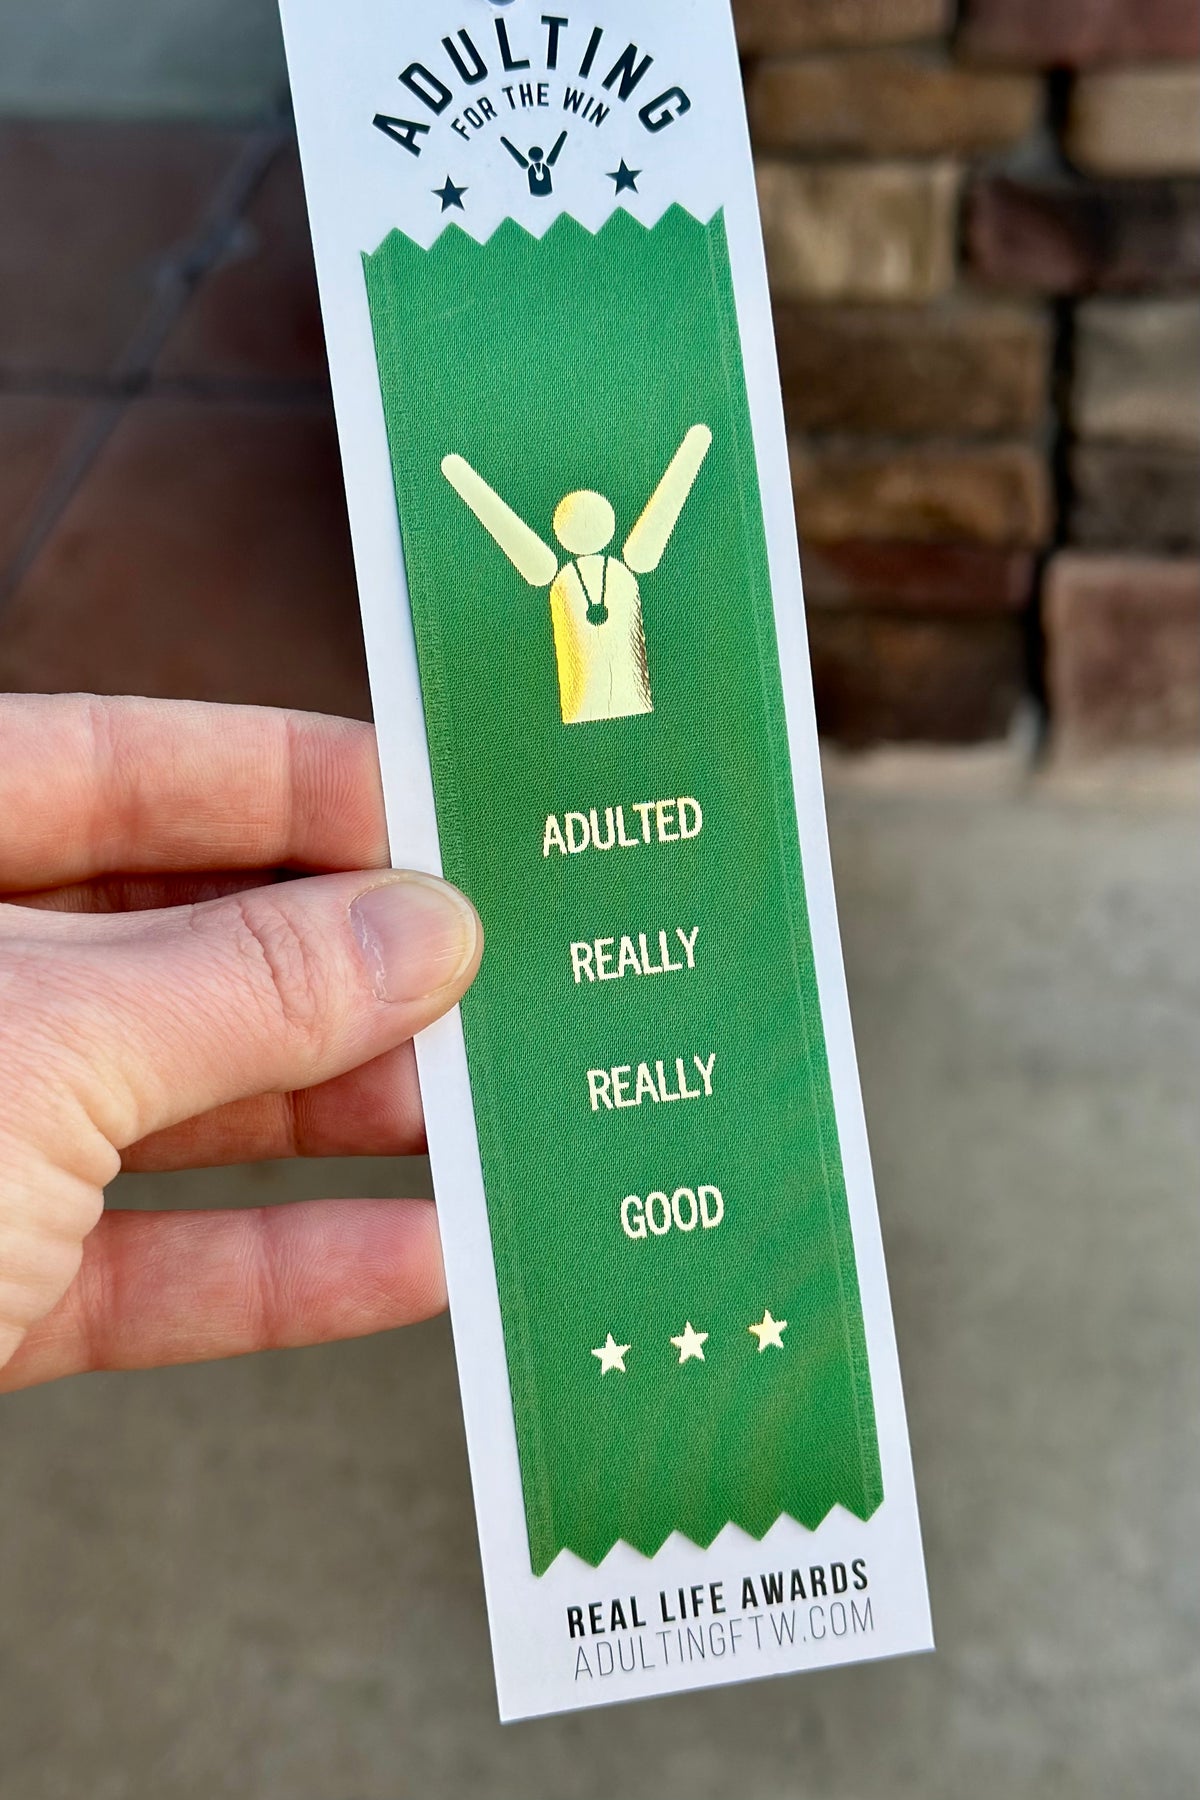 ADULTING
FOR THE WIN
ADULTED
REALLY
REALLY
GOOD
REAL LIFE AWARDS
ADULTINGFTW.COM